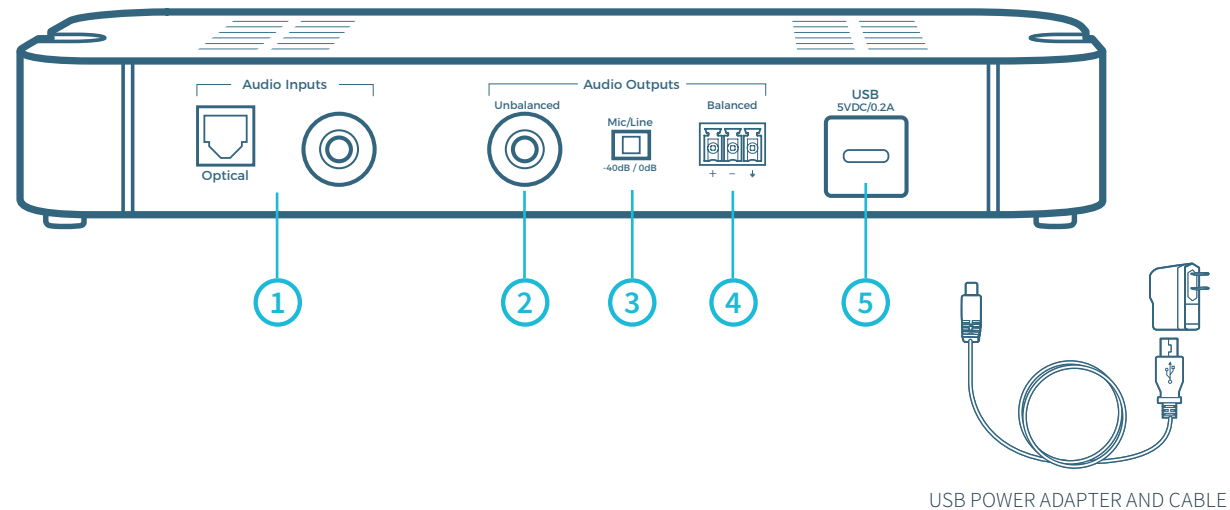 Audio Inputs
Audio Outputs
USB
5VDC/0.2A
Unbalanced
Mic/Line
Balanced
Optical
-40dB / 0dB
+ −
1
2
3
4
5
USB POWER ADAPTER AND CABLE